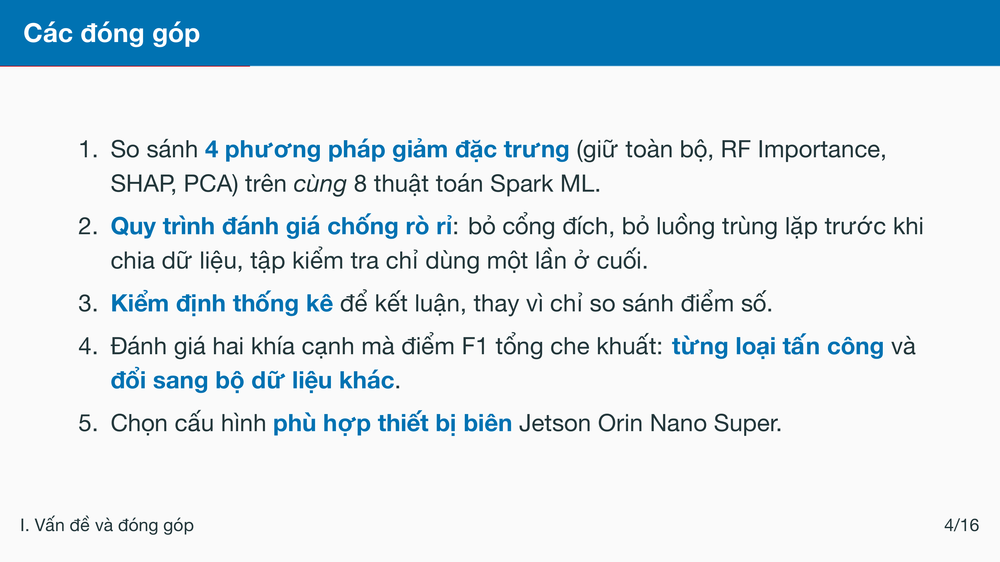 Các đóng góp
1. So sánh 4 phương pháp giảm đặc trưng (giữ toàn bộ, RF Importance,
SHAP, PCA) trên cùng 8 thuật toán Spark ML.
2. Quy trình đánh giá chống rò rỉ: bỏ cổng đích, bỏ luồng trùng lặp trước khi
chia dữ liệu, tập kiểm tra chỉ dùng một lần ở cuối.
3. Kiểm định thống kê để kết luận, thay vì chỉ so sánh điểm số.
4. Đánh giá hai khía cạnh mà điểm F1 tổng che khuất: từng loại tấn công và
đổi sang bộ dữ liệu khác.
5. Chọn cấu hình phù hợp thiết bị biên Jetson Orin Nano Super.
I. Vấn đề và đóng góp
4/16